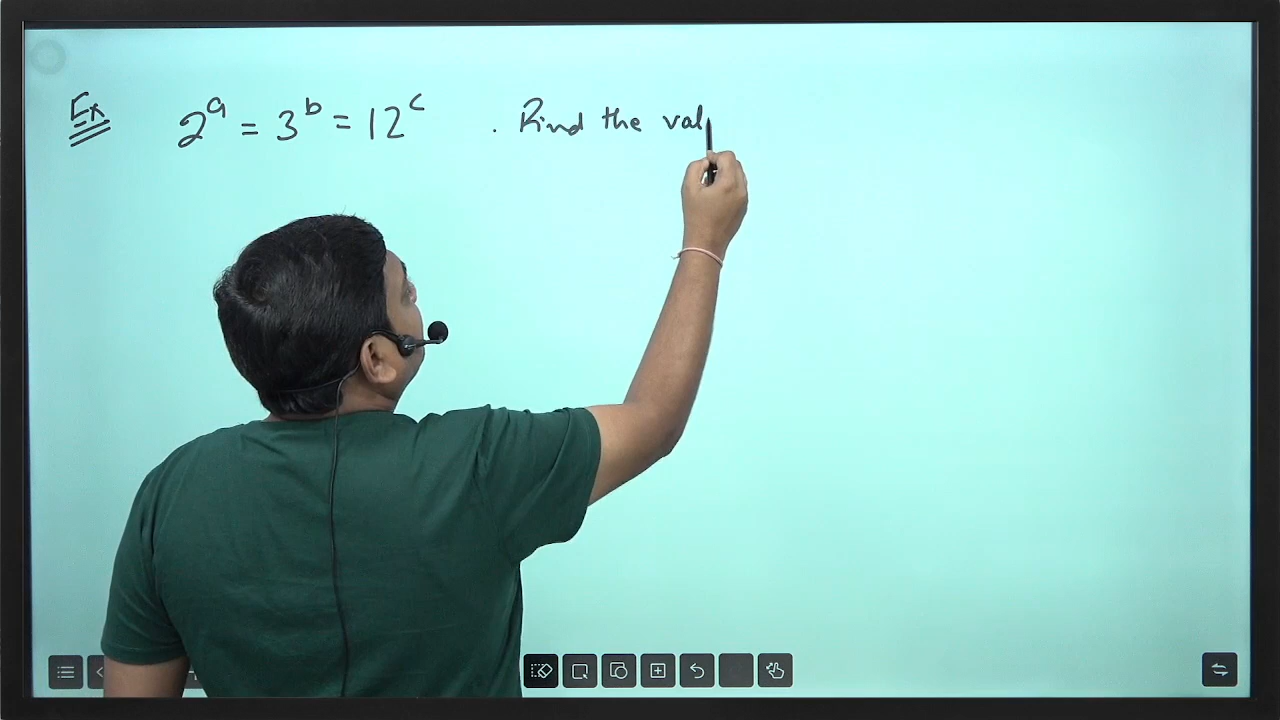 Ex 2^a = 3^b = 12^c . Find the val